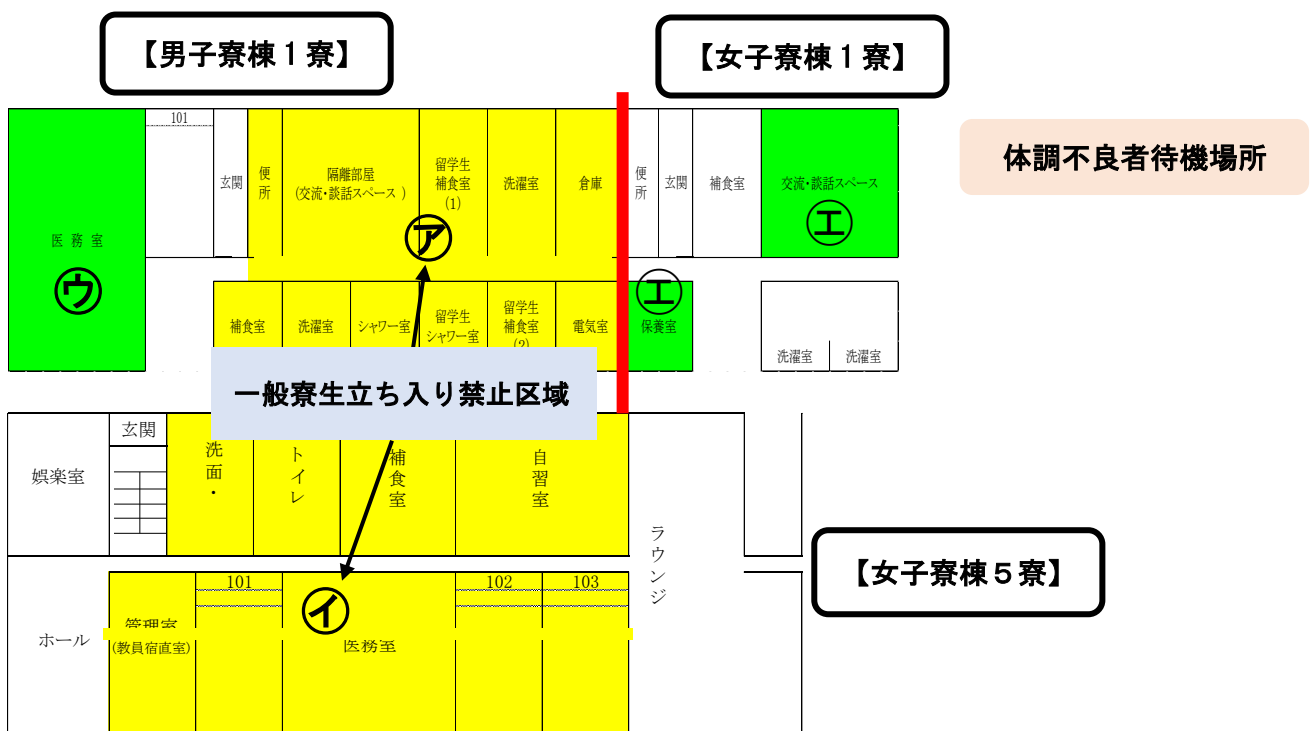 【男子寮棟１寮】
【女子寮棟１寮】
体調不良者待機場所
101
玄関
便所
隔離部屋
(交流・談話スペース )
留学生
補食室
(1)
洗濯室
倉庫
便所
玄関
補食室
交流・談話スペース
㋓
医 務 室
㋒
㋐
㋓
補食室
洗濯室
シャワー室
留学生
シャワー室
留学生
補食室
(2)
電気室
保養室
洗濯室
洗濯室
一般寮生立ち入り禁止区域
娯楽室
玄関
洗面・
トイレ
補食室
自習室
ラウンジ
【女子寮棟５寮】
ホール
管理室
(教員宿直室)
101
㋑
医務室
102
103